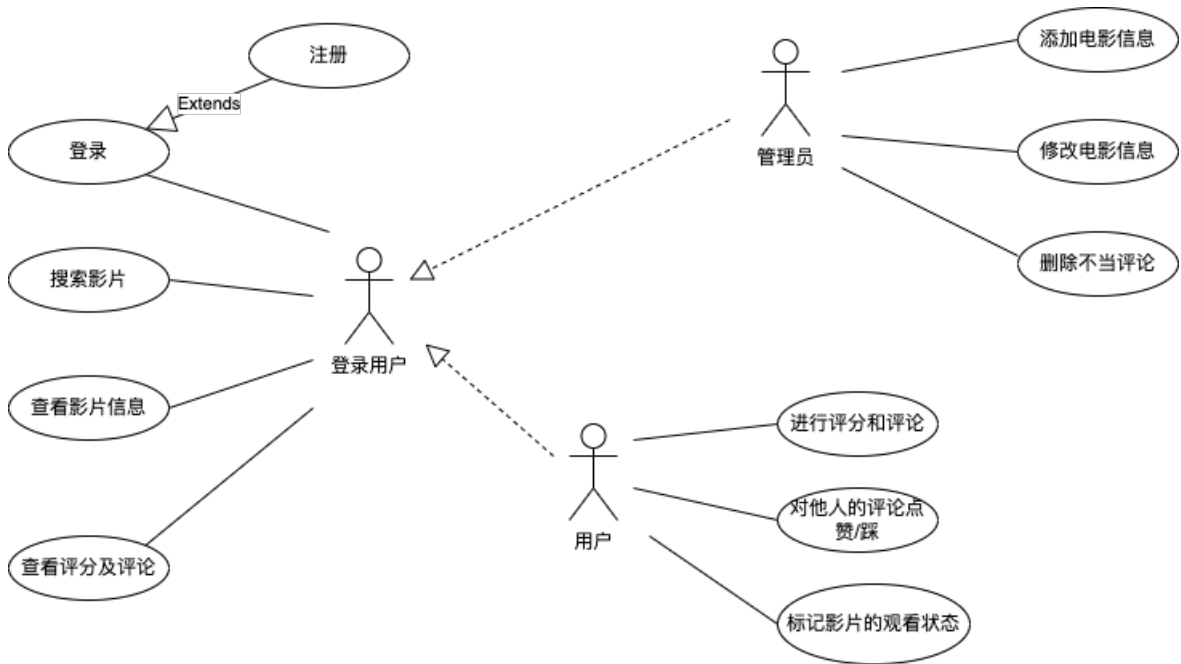 注册
Extends
登录
搜索影片
登录用户
查看影片信息
查看评分及评论
管理员
添加电影信息
修改电影信息
删除不当评论
用户
进行评分和评论
对他人的评论点
赞/踩
标记影片的观看状态